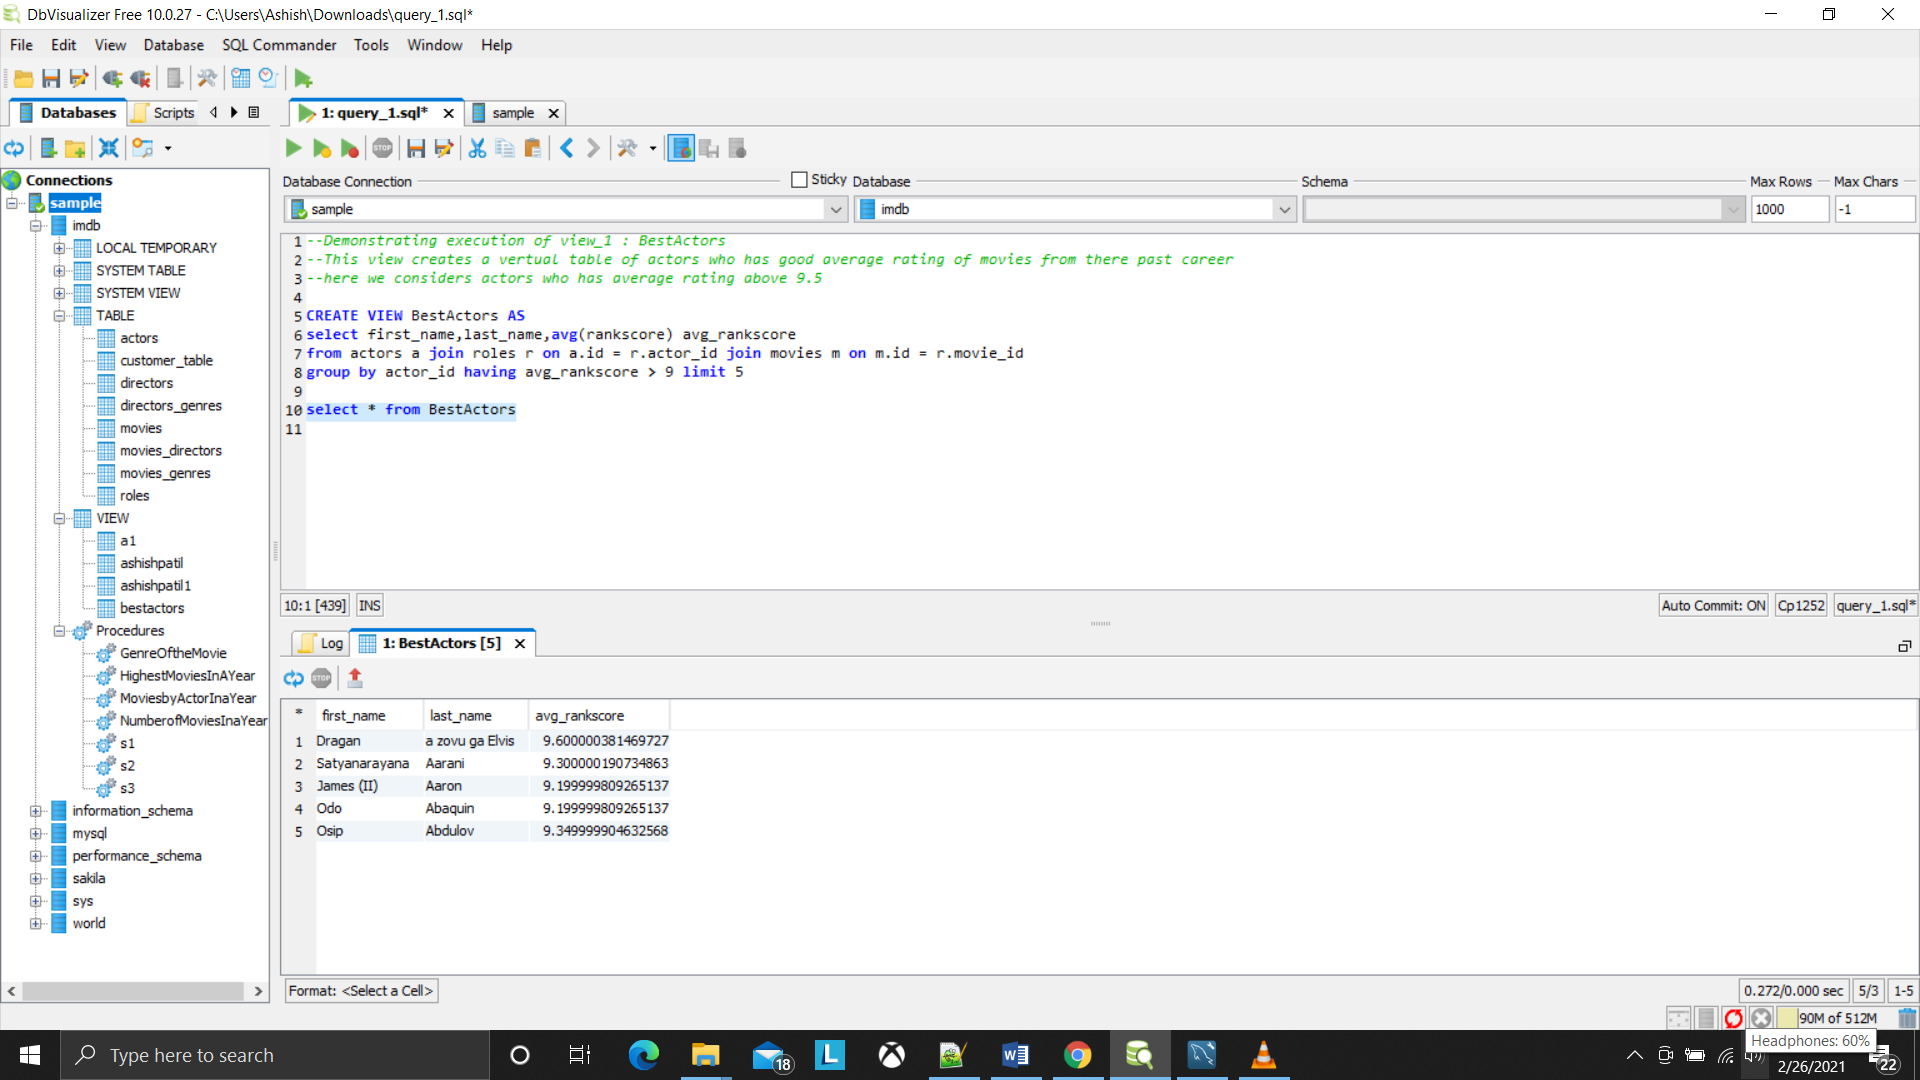 DbVisualizer Free 10.0.27 - C:\Users\Ashish\Downloads\query_1.sql*
File Edit View Database SQL Commander Tools Window Help
Databases Scripts
1: query_1.sql* sample
Connections
sample
imdb
LOCAL TEMPORARY
SYSTEM TABLE
SYSTEM VIEW
TABLE
actors
customer_table
directors
directors_genres
movies
movies_directors
movies_genres
roles
VIEW
a1
ashishpatil
ashishpatil1
bestactors
Procedures
GenreOftheMovie
HighestMoviesInAYear
MoviesbyActorInaYear
NumberofMoviesInaYear
s1
s2
s3
information_schema
mysql
performance_schema
sakila
sys
world
STOP
Database Connection Sticky Database Schema Max Rows Max Chars
sample imdb 1000 -1
1 --Demonstrating execution of view_1 : BestActors
2 --This view creates a vertual table of actors who has good average rating of movies from there past career
3 --here we considers actors who has average rating above 9.5
4
5 CREATE VIEW BestActors AS
6 select first_name,last_name,avg(rankscore) avg_rankscore
7 from actors a join roles r on a.id = r.actor_id join movies m on m.id = r.movie_id
8 group by actor_id having avg_rankscore > 9 limit 5
9
10 select * from BestActors
11
10:1 [439] INS Auto Commit: ON Cp1252 query_1.sql*
Log 1: BestActors [5]
STOP
* first_name last_name avg_rankscore
1 Dragan a zovu ga Elvis 9.600000381469727
2 Satyanarayana Aarani 9.300000190734863
3 James (II) Aaron 9.199999809265137
4 Odo Abaquin 9.199999809265137
5 Osip Abdulov 9.349999904632568
Format: <Select a Cell> 0.272/0.000 sec 5/3 1-5
90M of 512M
Headphones: 60%
Type here to search
18
L
W
2/26/2021
22